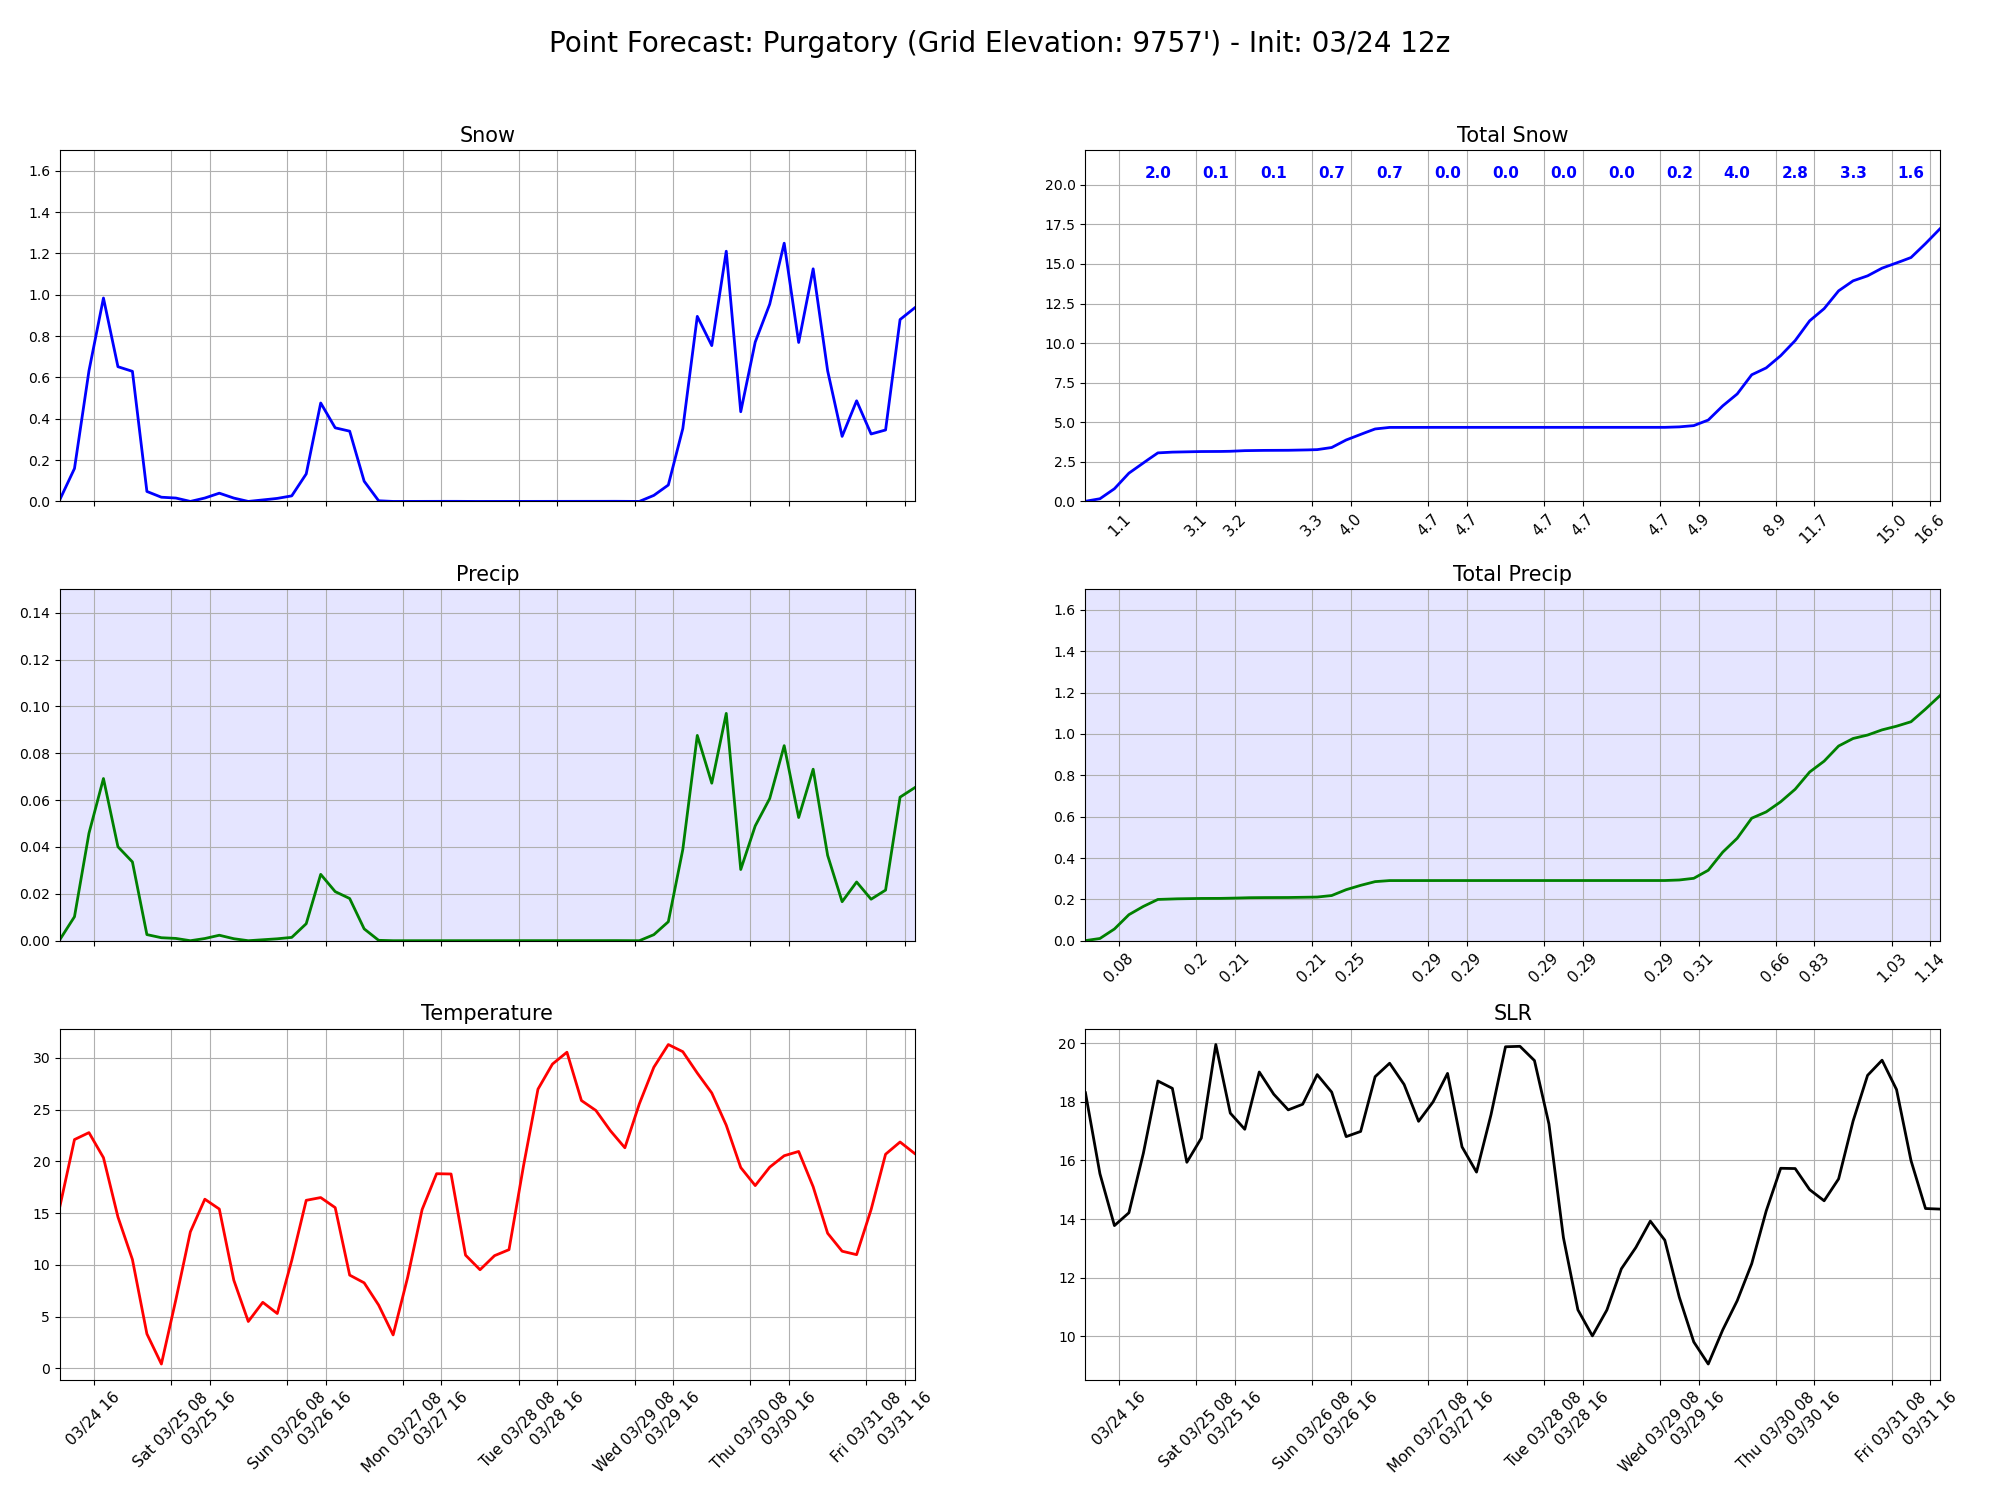 Point Forecast: Purgatory (Grid Elevation: 9757') - Init: 03/24 12z
Snow
1.6
1.4
1.2
1.0
0.8
0.6
0.4
0.2
0.0
Total Snow
2.0 0.1 0.1 0.7 0.7 0.0 0.0 0.0 0.0 0.2 4.0 2.8 3.3 1.6
20.0
17.5
15.0
12.5
10.0
7.5
5.0
2.5
0.0
1.1 3.1 3.2 3.3 4.0 4.7 4.7 4.7 4.7 4.7 4.9 8.9 11.7 15.0 16.6
Precip
0.14
0.12
0.10
0.08
0.06
0.04
0.02
0.00
Total Precip
1.6
1.4
1.2
1.0
0.8
0.6
0.4
0.2
0.0
0.08 0.2 0.21 0.21 0.25 0.29 0.29 0.29 0.29 0.29 0.31 0.66 0.83 1.03 1.14
Temperature
30
25
20
15
10
5
0
03/24 16
Sat 03/25 08
03/25 16
Sun 03/26 08
03/26 16
Mon 03/27 08
03/27 16
Tue 03/28 08
03/28 16
Wed 03/29 08
03/29 16
Thu 03/30 08
03/30 16
Fri 03/31 08
03/31 16
SLR
20
18
16
14
12
10
03/24 16
Sat 03/25 08
03/25 16
Sun 03/26 08
03/26 16
Mon 03/27 08
03/27 16
Tue 03/28 08
03/28 16
Wed 03/29 08
03/29 16
Thu 03/30 08
03/30 16
Fri 03/31 08
03/31 16